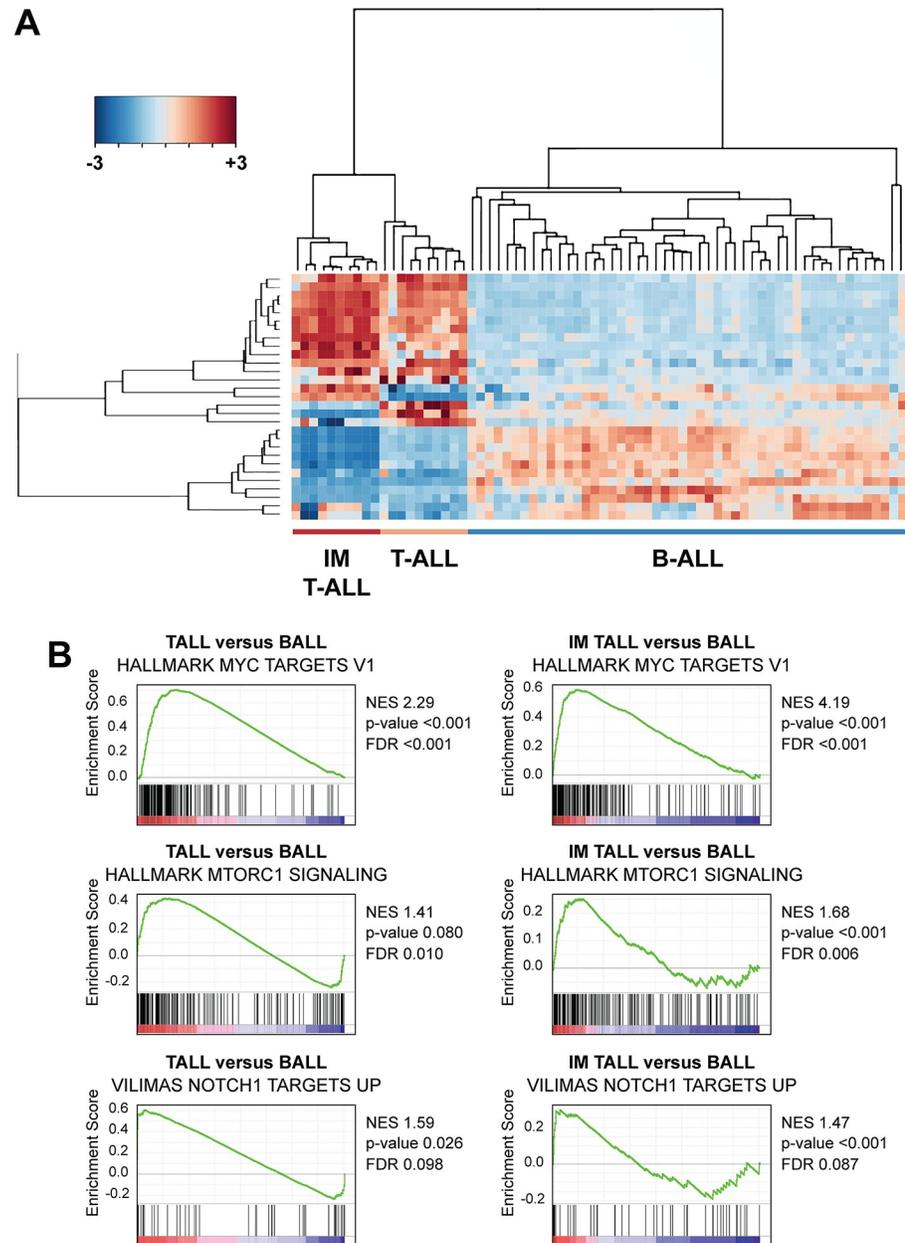 A
-3 +3
IM
T-ALL
T-ALL
B-ALL
B
TALL versus BALL
HALLMARK MYC TARGETS V1
Enrichment Score
0.6
0.4
0.2
0.0
NES 2.29
p-value <0.001
FDR <0.001
IM TALL versus BALL
HALLMARK MYC TARGETS V1
Enrichment Score
0.6
0.4
0.2
0.0
NES 4.19
p-value <0.001
FDR <0.001
TALL versus BALL
HALLMARK MTORC1 SIGNALING
Enrichment Score
0.4
0.2
0.0
-0.2
NES 1.41
p-value 0.080
FDR 0.010
IM TALL versus BALL
HALLMARK MTORC1 SIGNALING
Enrichment Score
0.2
0.1
0.0
NES 1.68
p-value <0.001
FDR 0.006
TALL versus BALL
VILIMAS NOTCH1 TARGETS UP
Enrichment Score
0.6
0.4
0.2
0.0
-0.2
NES 1.59
p-value 0.026
FDR 0.098
IM TALL versus BALL
VILIMAS NOTCH1 TARGETS UP
Enrichment Score
0.2
0.0
-0.2
NES 1.47
p-value <0.001
FDR 0.087